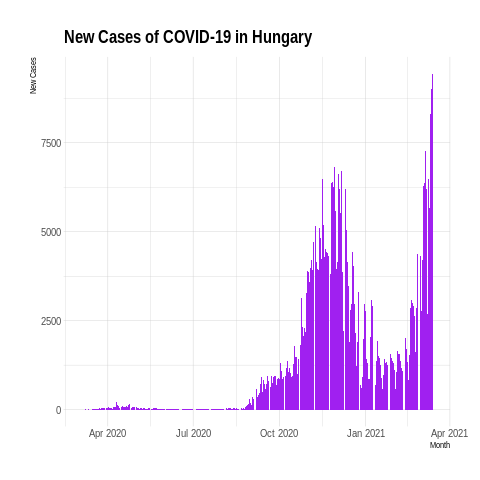 New Cases of COVID-19 in Hungary
New Cases
7500
5000
2500
0
Apr 2020 Jul 2020 Oct 2020 Jan 2021 Apr 2021
Month